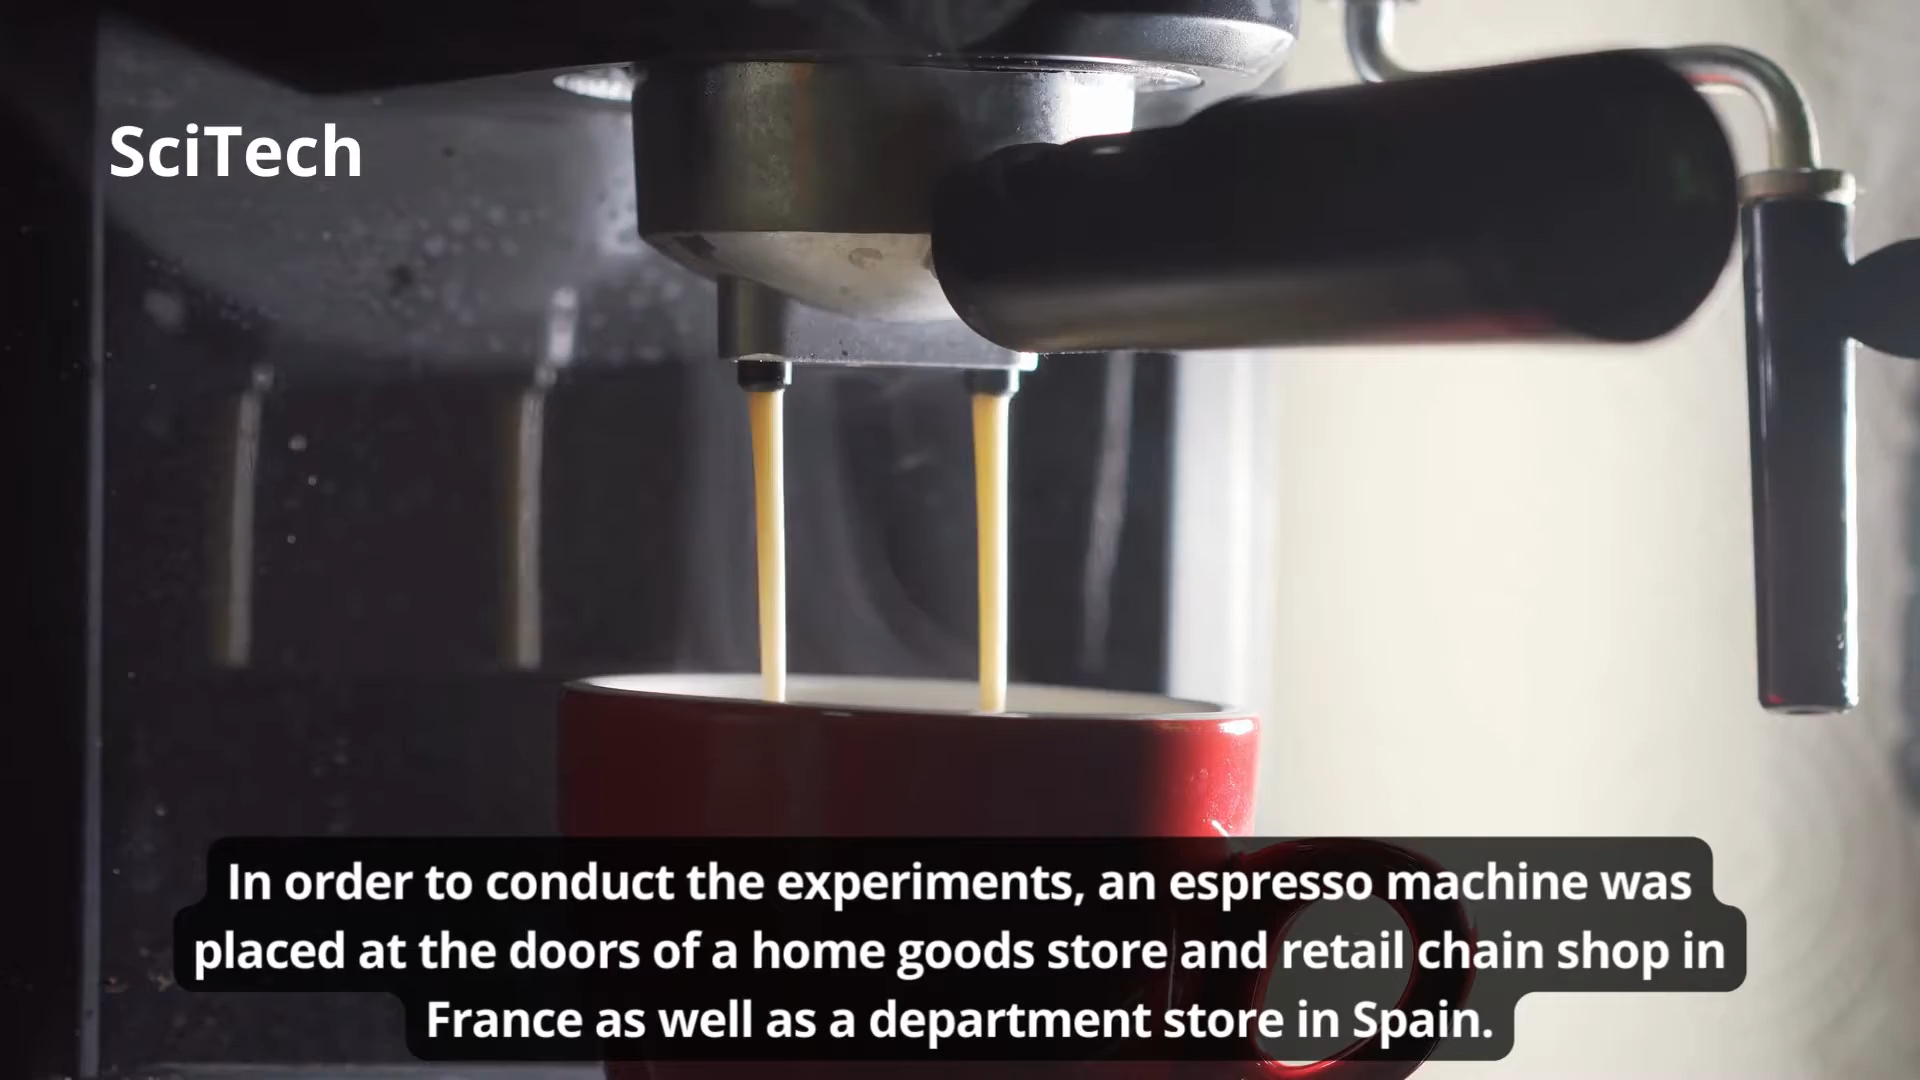 SciTech
In order to conduct the experiments, an espresso machine was
placed at the doors of a home goods store and retail chain shop in
France as well as a department store in Spain.